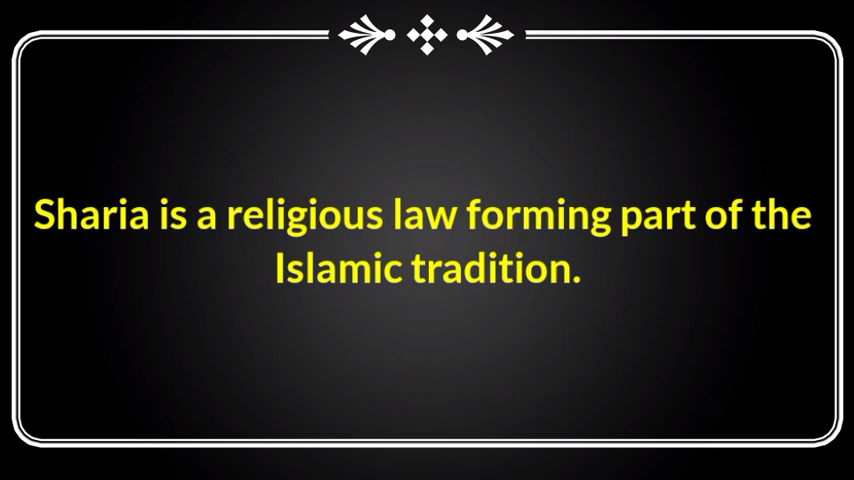 Sharia is a religious law forming part of the
Islamic tradition.